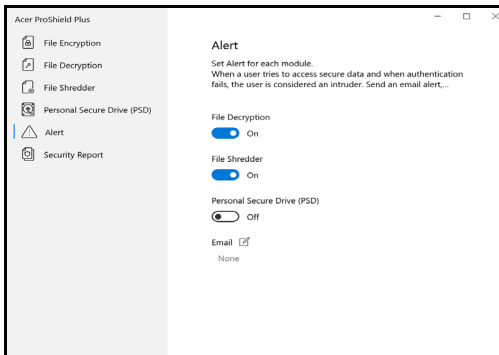 Acer ProShield Plus
File Encryption
File Decryption
File Shredder
Personal Secure Drive (PSD)
Alert
Security Report
Alert
Set Alert for each module.
When a user tries to access secure data and when authentication
fails, the user is considered an intruder. Send an email alert,...
File Decryption
On
File Shredder
On
Personal Secure Drive (PSD)
Off
Email
None